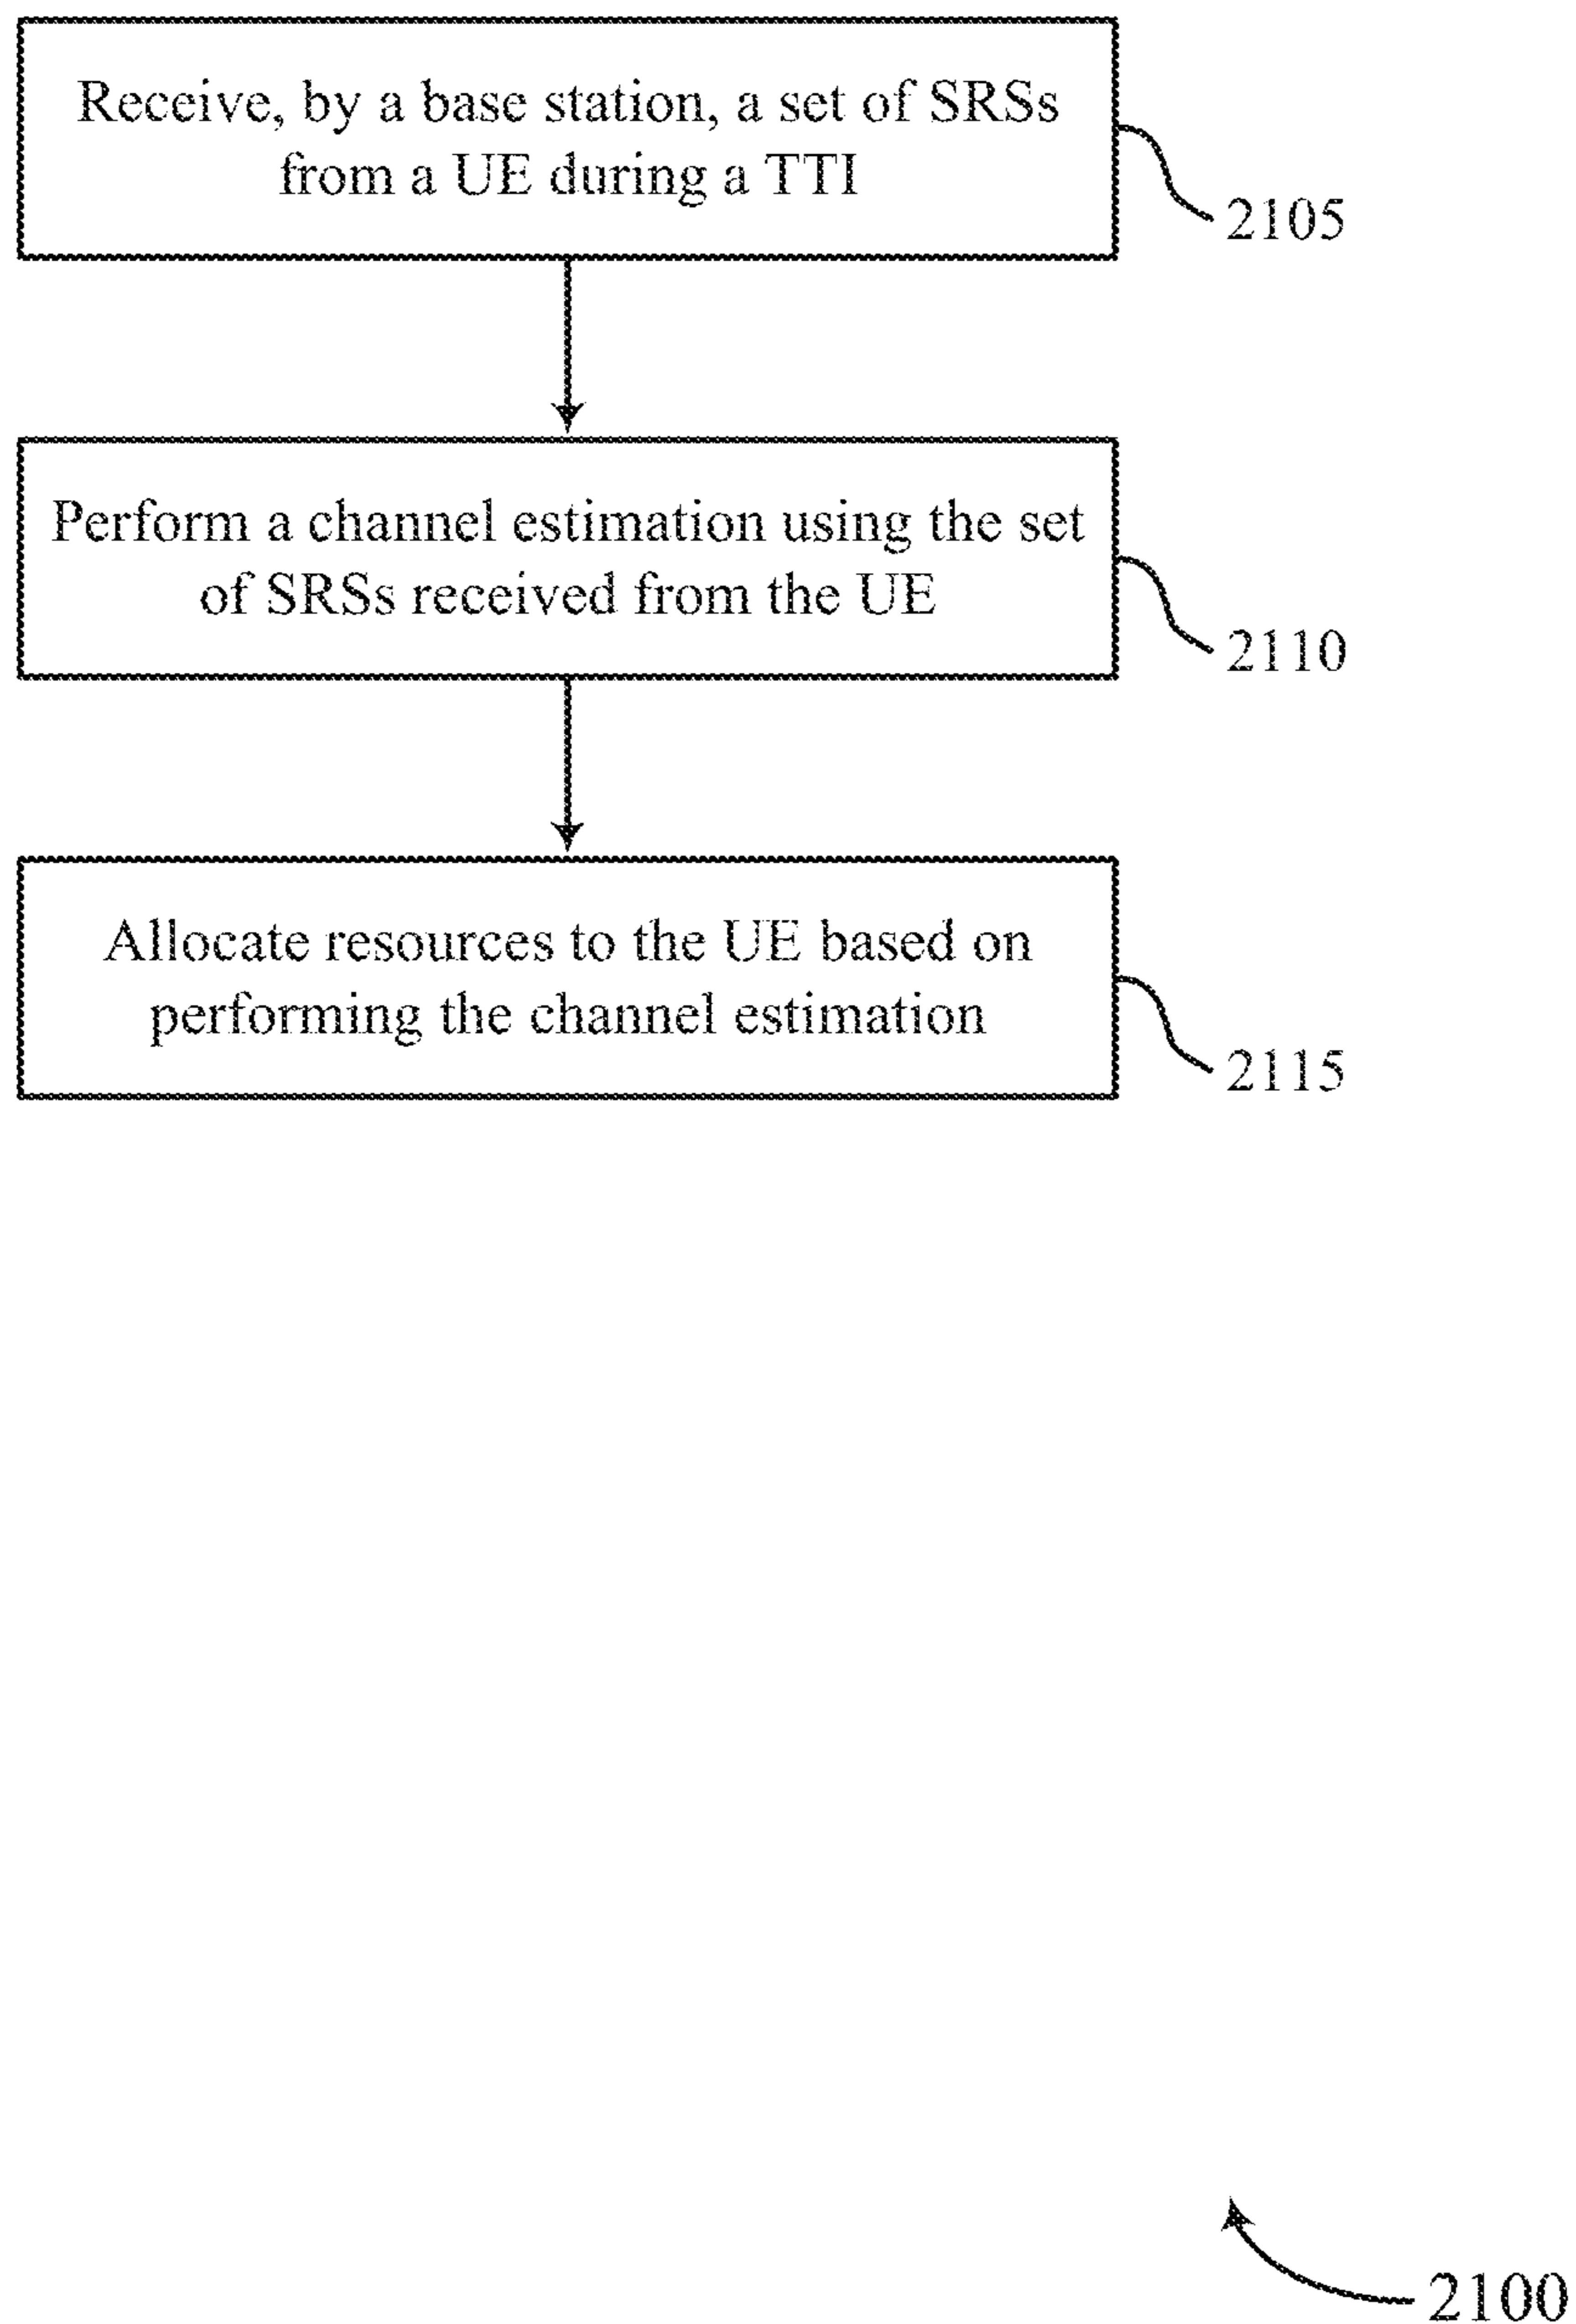 Receive, by a base station, a set of SRSs
from a UE during a TTI
2105
Perform a channel estimation using the set
of SRSs received from the UE
2110
Allocate resources to the UE based on
performing the channel estimation
2115
2100